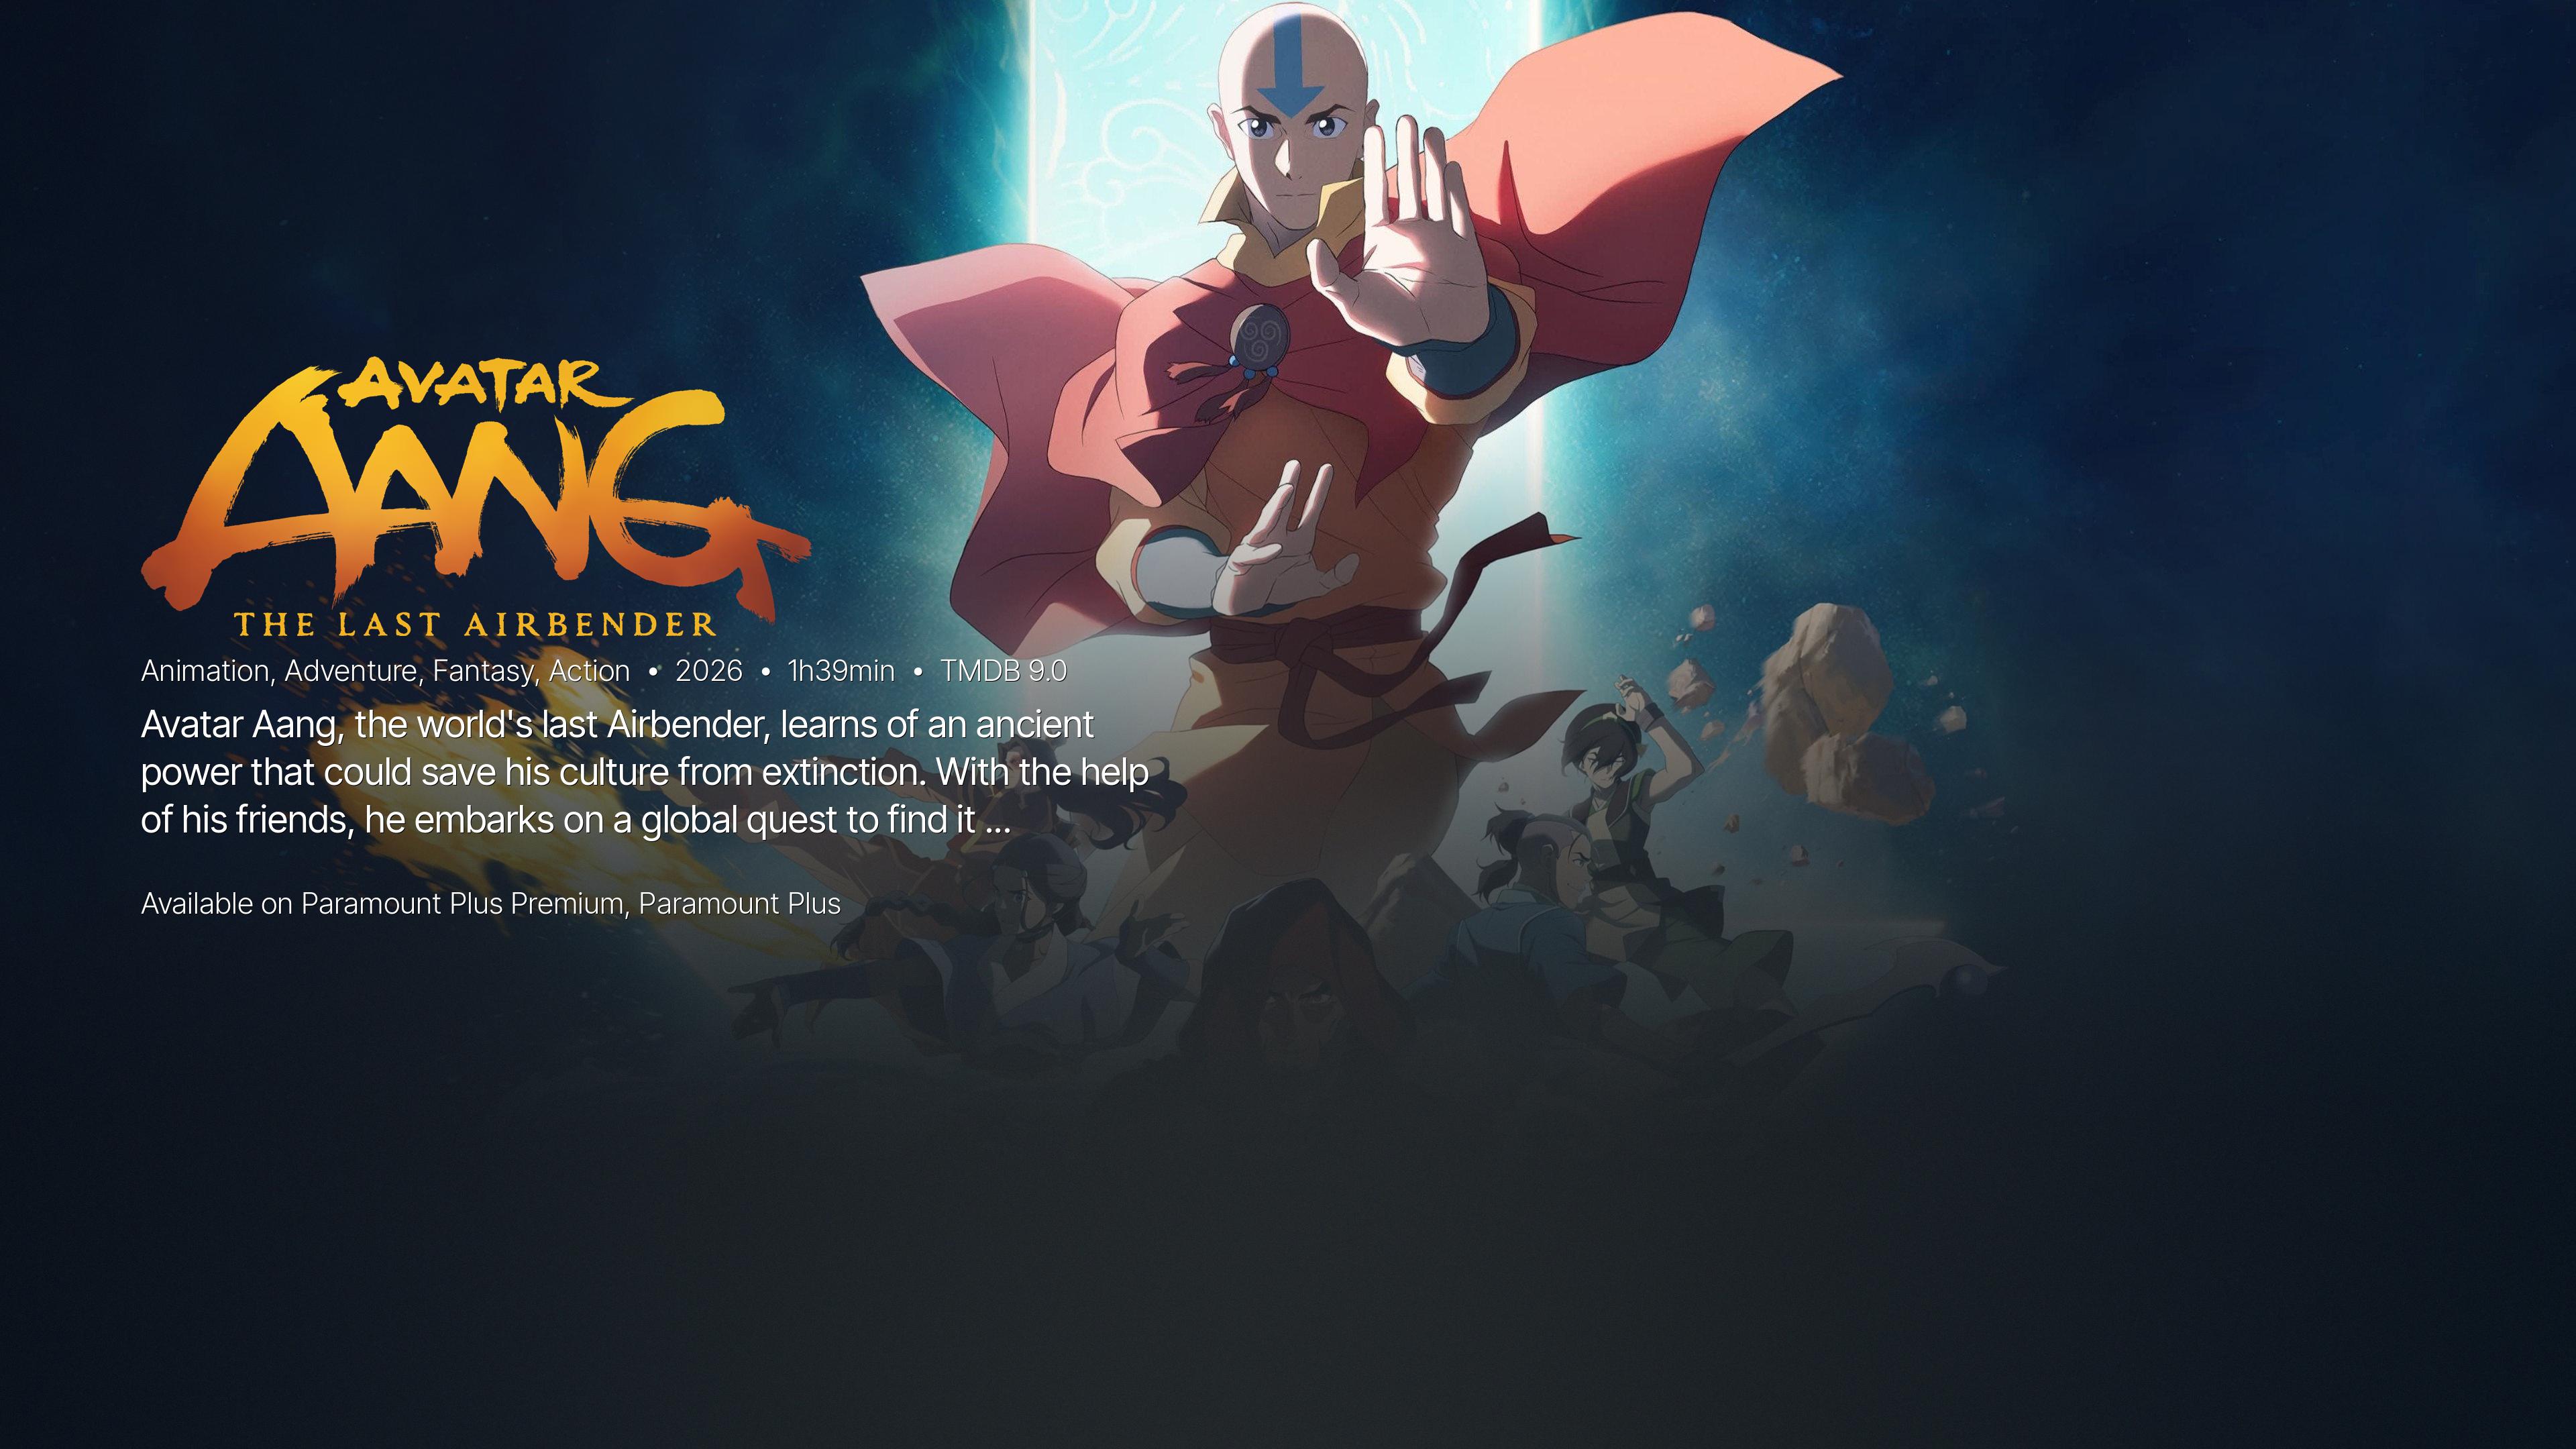 AVATAR
AANG
THE LAST AIRBENDER
Animation, Adventure, Fantasy, Action • 2026 • 1h39min • TMDB 9.0
Avatar Aang, the world's last Airbender, learns of an ancient
power that could save his culture from extinction. With the help
of his friends, he embarks on a global quest to find it ...
Available on Paramount Plus Premium, Paramount Plus